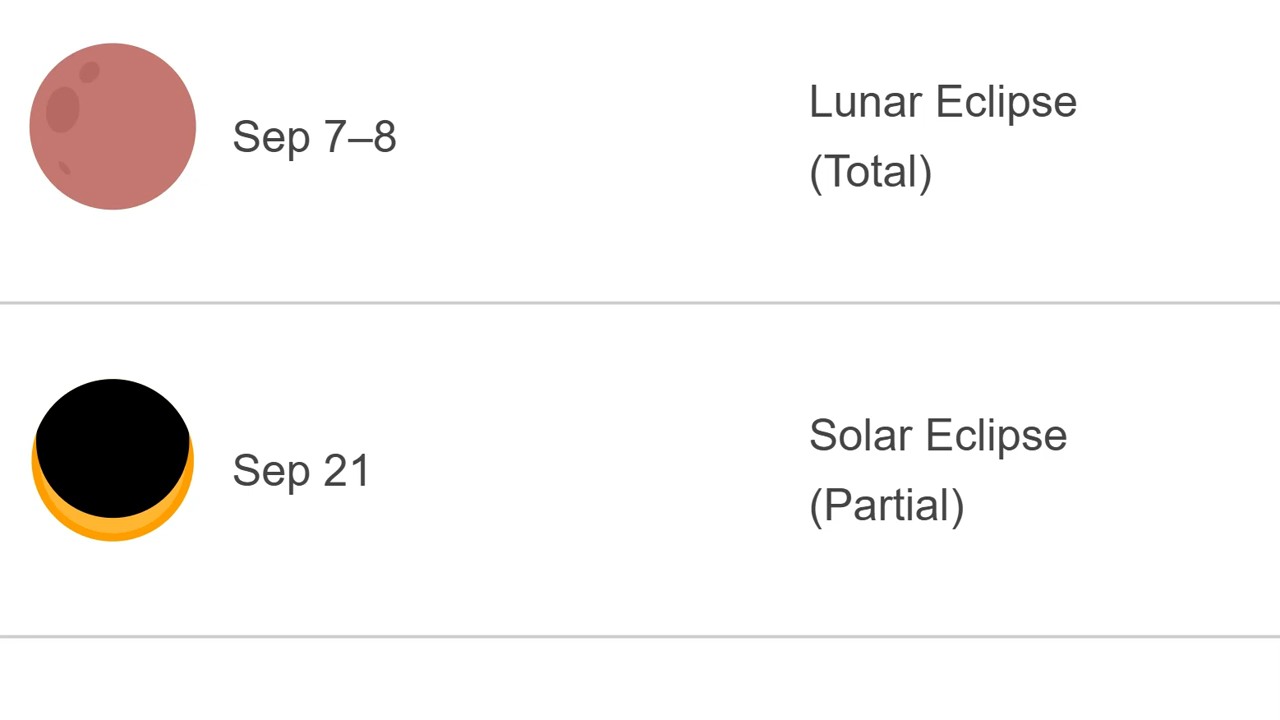 Sep 7–8
Lunar Eclipse
(Total)
Sep 21
Solar Eclipse
(Partial)